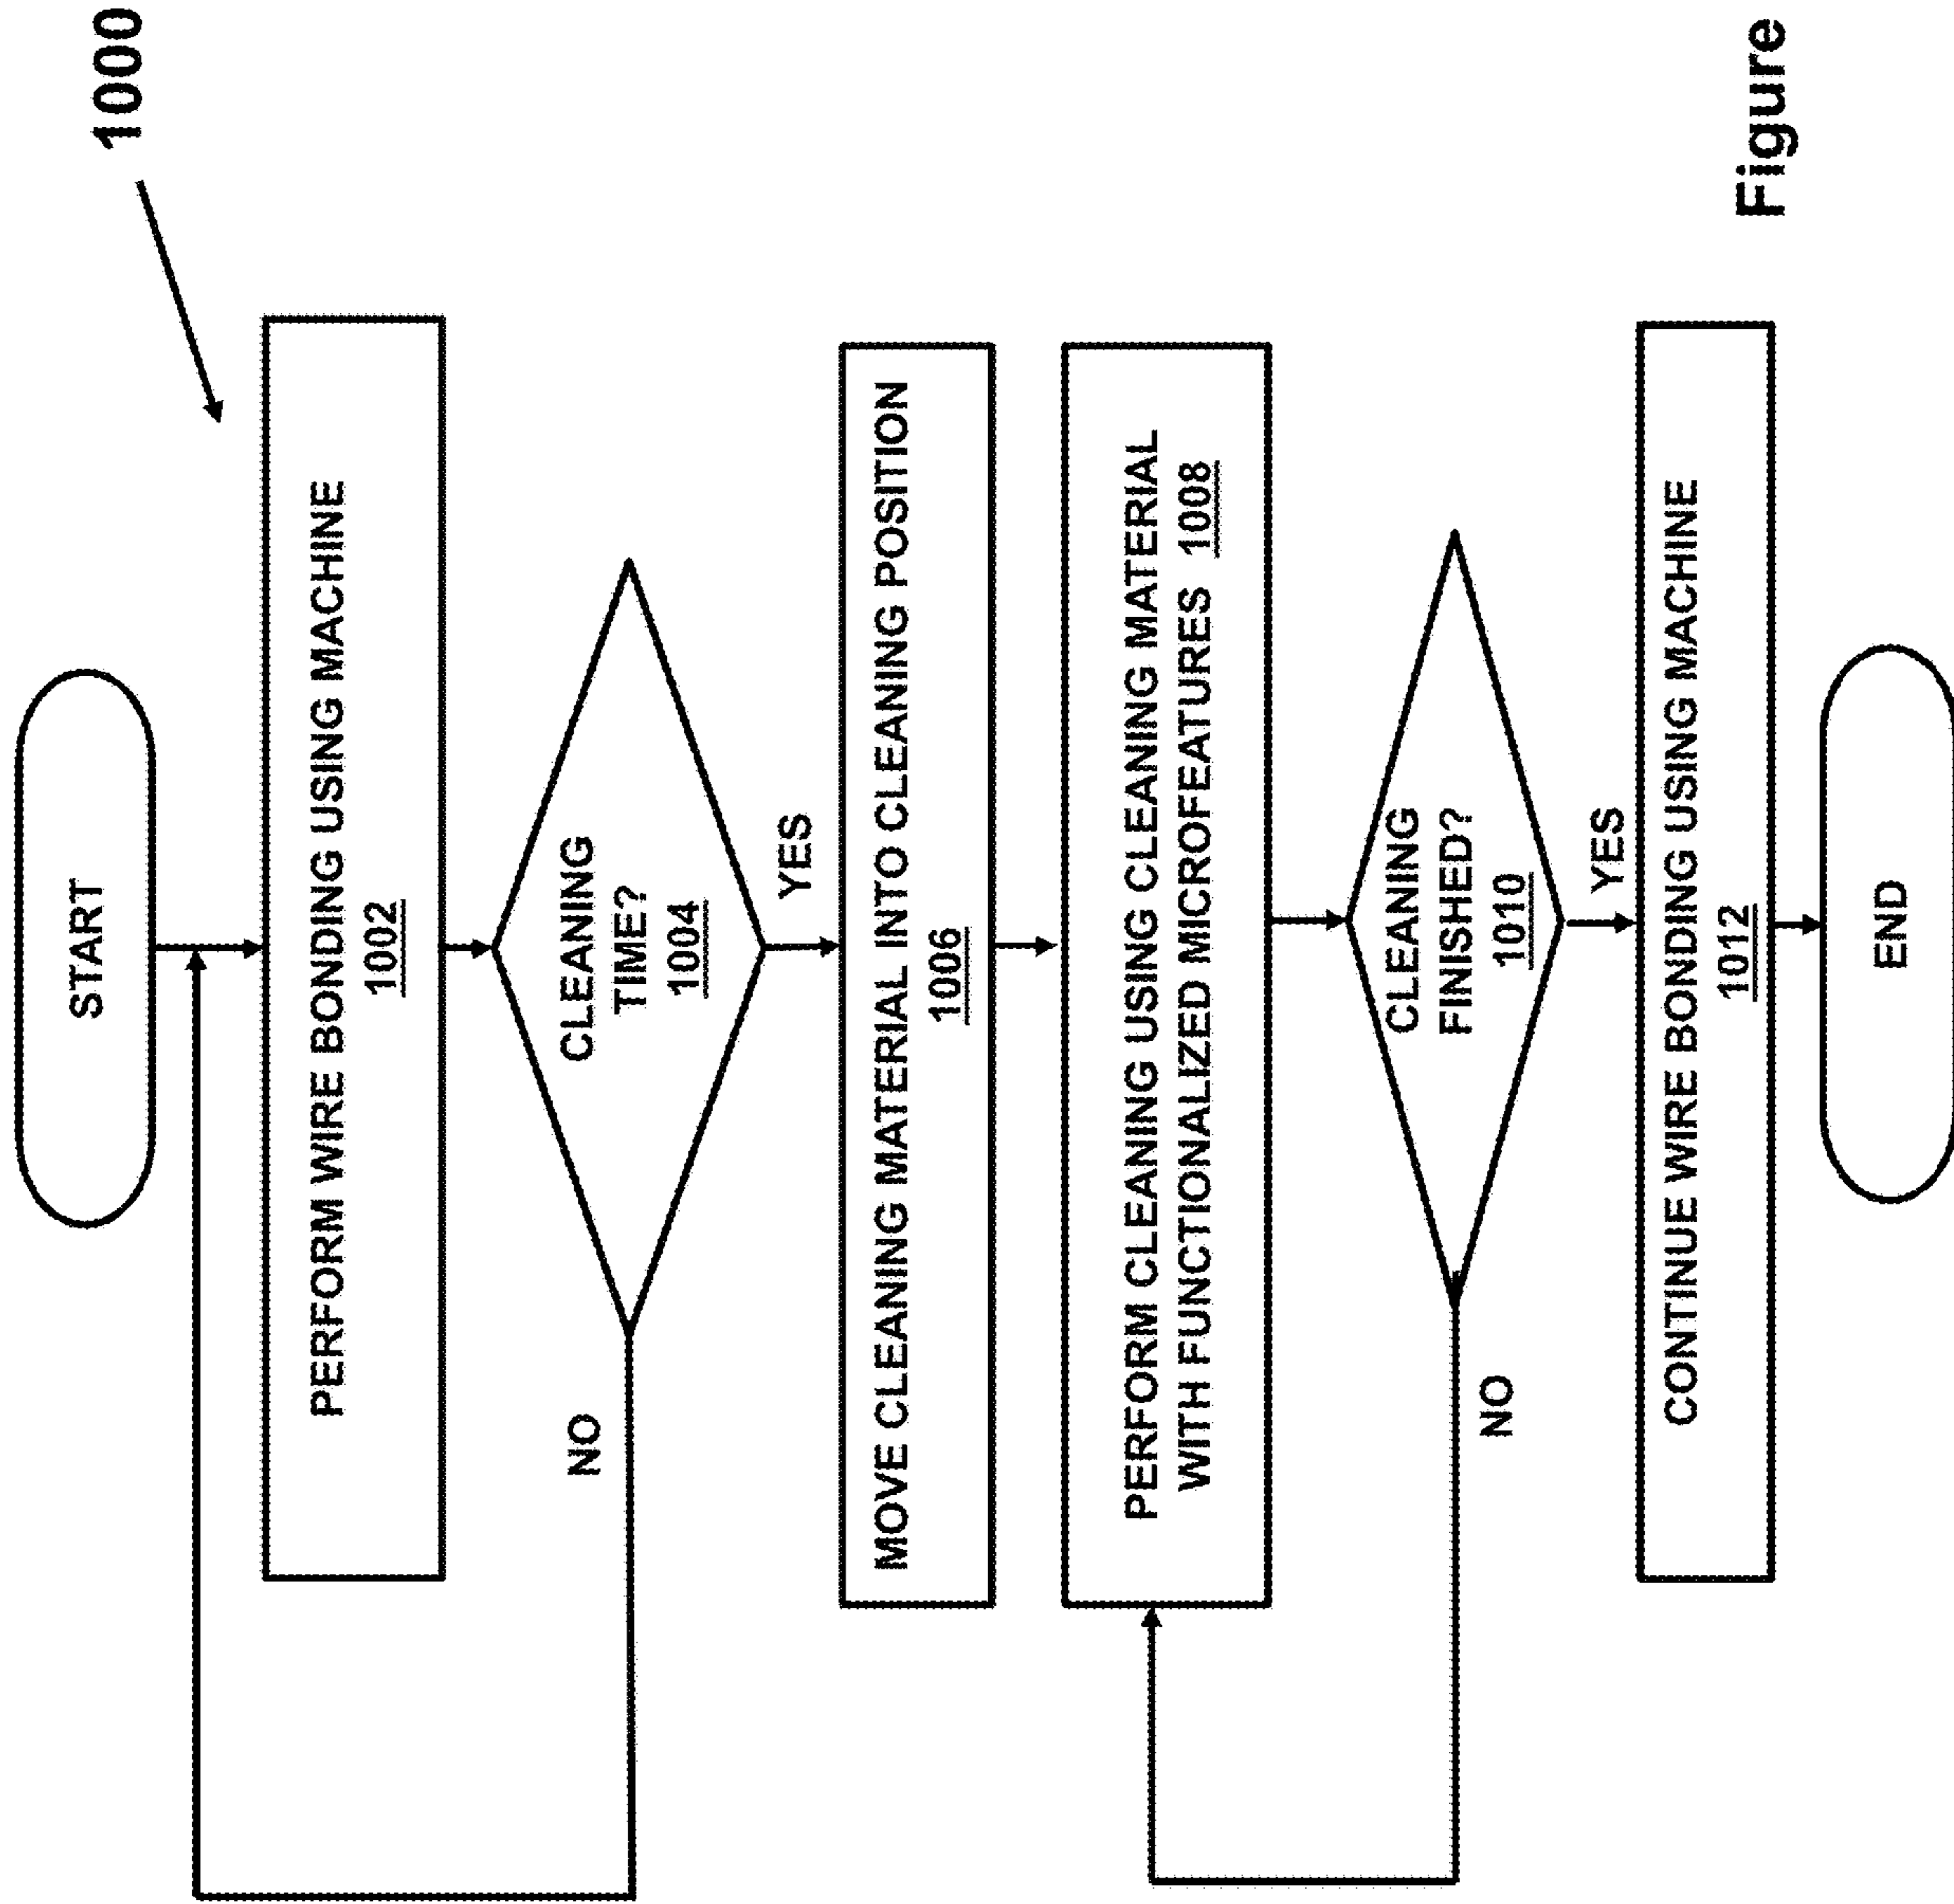 1000
START
PERFORM WIRE BONDING USING MACHINE
1002
CLEANING
TIME?
1004
NO
YES
MOVE CLEANING MATERIAL INTO CLEANING POSITION
1006
PERFORM CLEANING USING CLEANING MATERIAL
WITH FUNCTIONALIZED MICROFEATURES 1008
CLEANING
FINISHED?
1010
NO
YES
CONTINUE WIRE BONDING USING MACHINE
1012
END
Figure